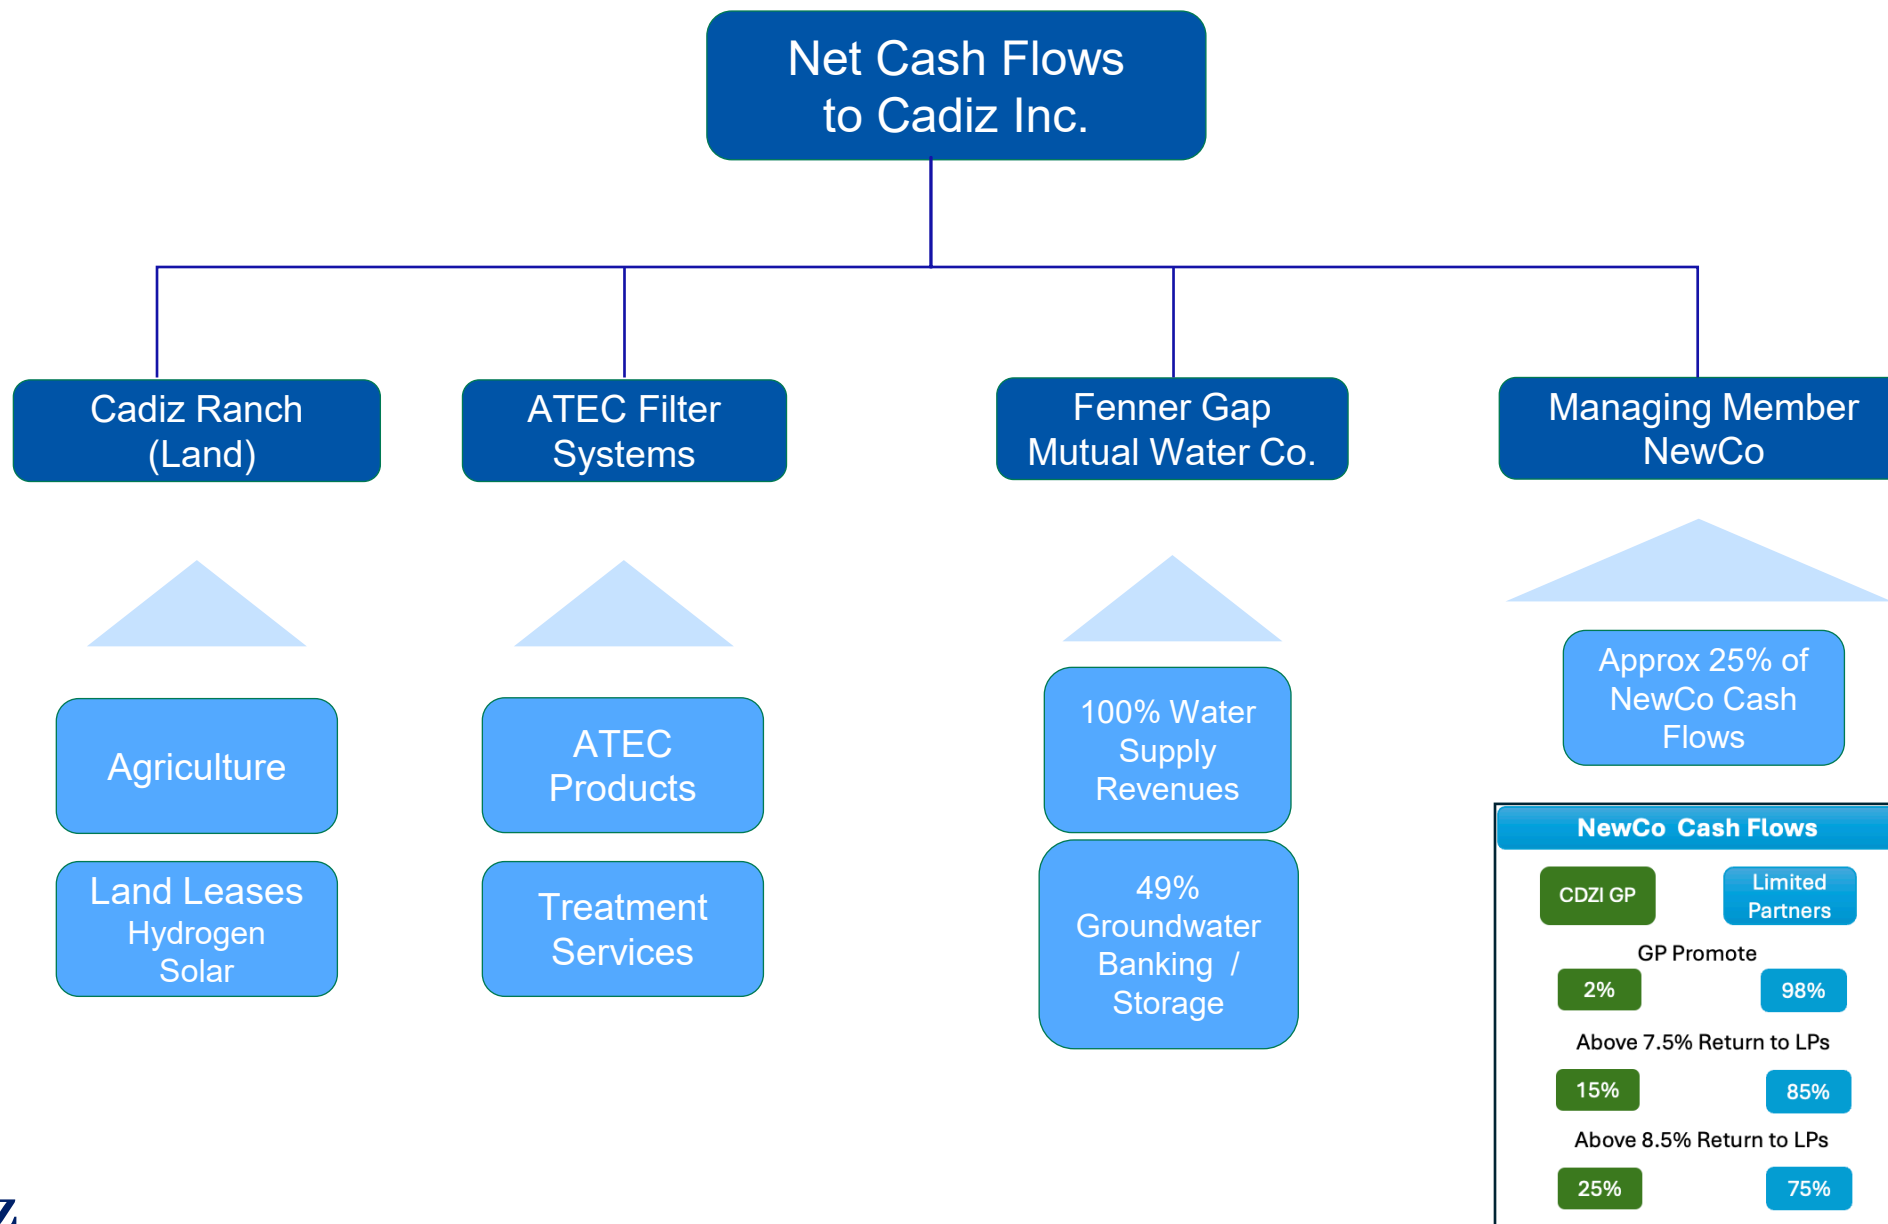 Net Cash Flows
to Cadiz Inc.
Cadiz Ranch
(Land)
ATEC Filter
Systems
Fenner Gap
Mutual Water Co.
Managing Member
NewCo
Agriculture
Land Leases
Hydrogen
Solar
ATEC
Products
Treatment
Services
100% Water
Supply
Revenues
49%
Groundwater
Banking /
Storage
Approx 25% of
NewCo Cash
Flows
NewCo Cash Flows
CDZI GP
Limited
Partners
GP Promote
2% 98%
Above 7.5% Return to LPs
15% 85%
Above 8.5% Return to LPs
25% 75%